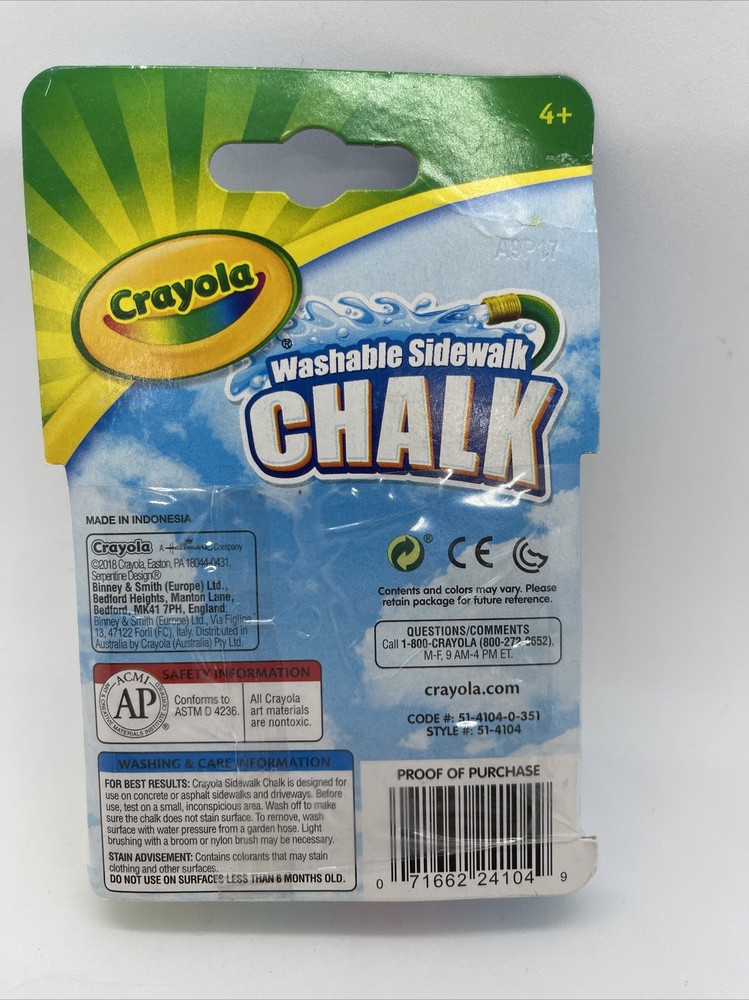 4+
A9P17
Crayola
®
Washable Sidewalk
CHALK
MADE IN INDONESIA
Crayola A Hallmark Company
©2018 Crayola, Easton, PA 18044-0431.
Serpentine Design®
Binney & Smith (Europe) Ltd.,
Bedford Heights, Manton Lane,
Bedford, MK41 7PH, England.
Binney & Smith (Europe) Ltd., Via Figline
13, 47122 Forlì (FC), Italy. Distributed in
Australia by Crayola (Australia) Pty Ltd.
SAFETY INFORMATION
ACMI
AP
ART & CREATIVE MATERIALS INSTITUTE CERTIFIED
®
Conforms to
ASTM D 4236.
All Crayola
art materials
are nontoxic.
WASHING & CARE INFORMATION
FOR BEST RESULTS: Crayola Sidewalk Chalk is designed for
use on concrete or asphalt sidewalks and driveways. Before
use, test on a small, inconspicious area. Wash off to make
sure the chalk does not stain surface. To remove, wash
surface with water pressure from a garden hose. Light
brushing with a broom or nylon brush may be necessary.
STAIN ADVISEMENT: Contains colorants that may stain
clothing and other surfaces.
DO NOT USE ON SURFACES LESS THAN 6 MONTHS OLD.
®
CE
Contents and colors may vary. Please
retain package for future reference.
QUESTIONS/COMMENTS
Call 1-800-CRAYOLA (800-272-9652),
M-F, 9 AM-4 PM ET.
crayola.com
CODE #: 51-4104-0-351
STYLE #: 51-4104
PROOF OF PURCHASE
0 71662 24104 9